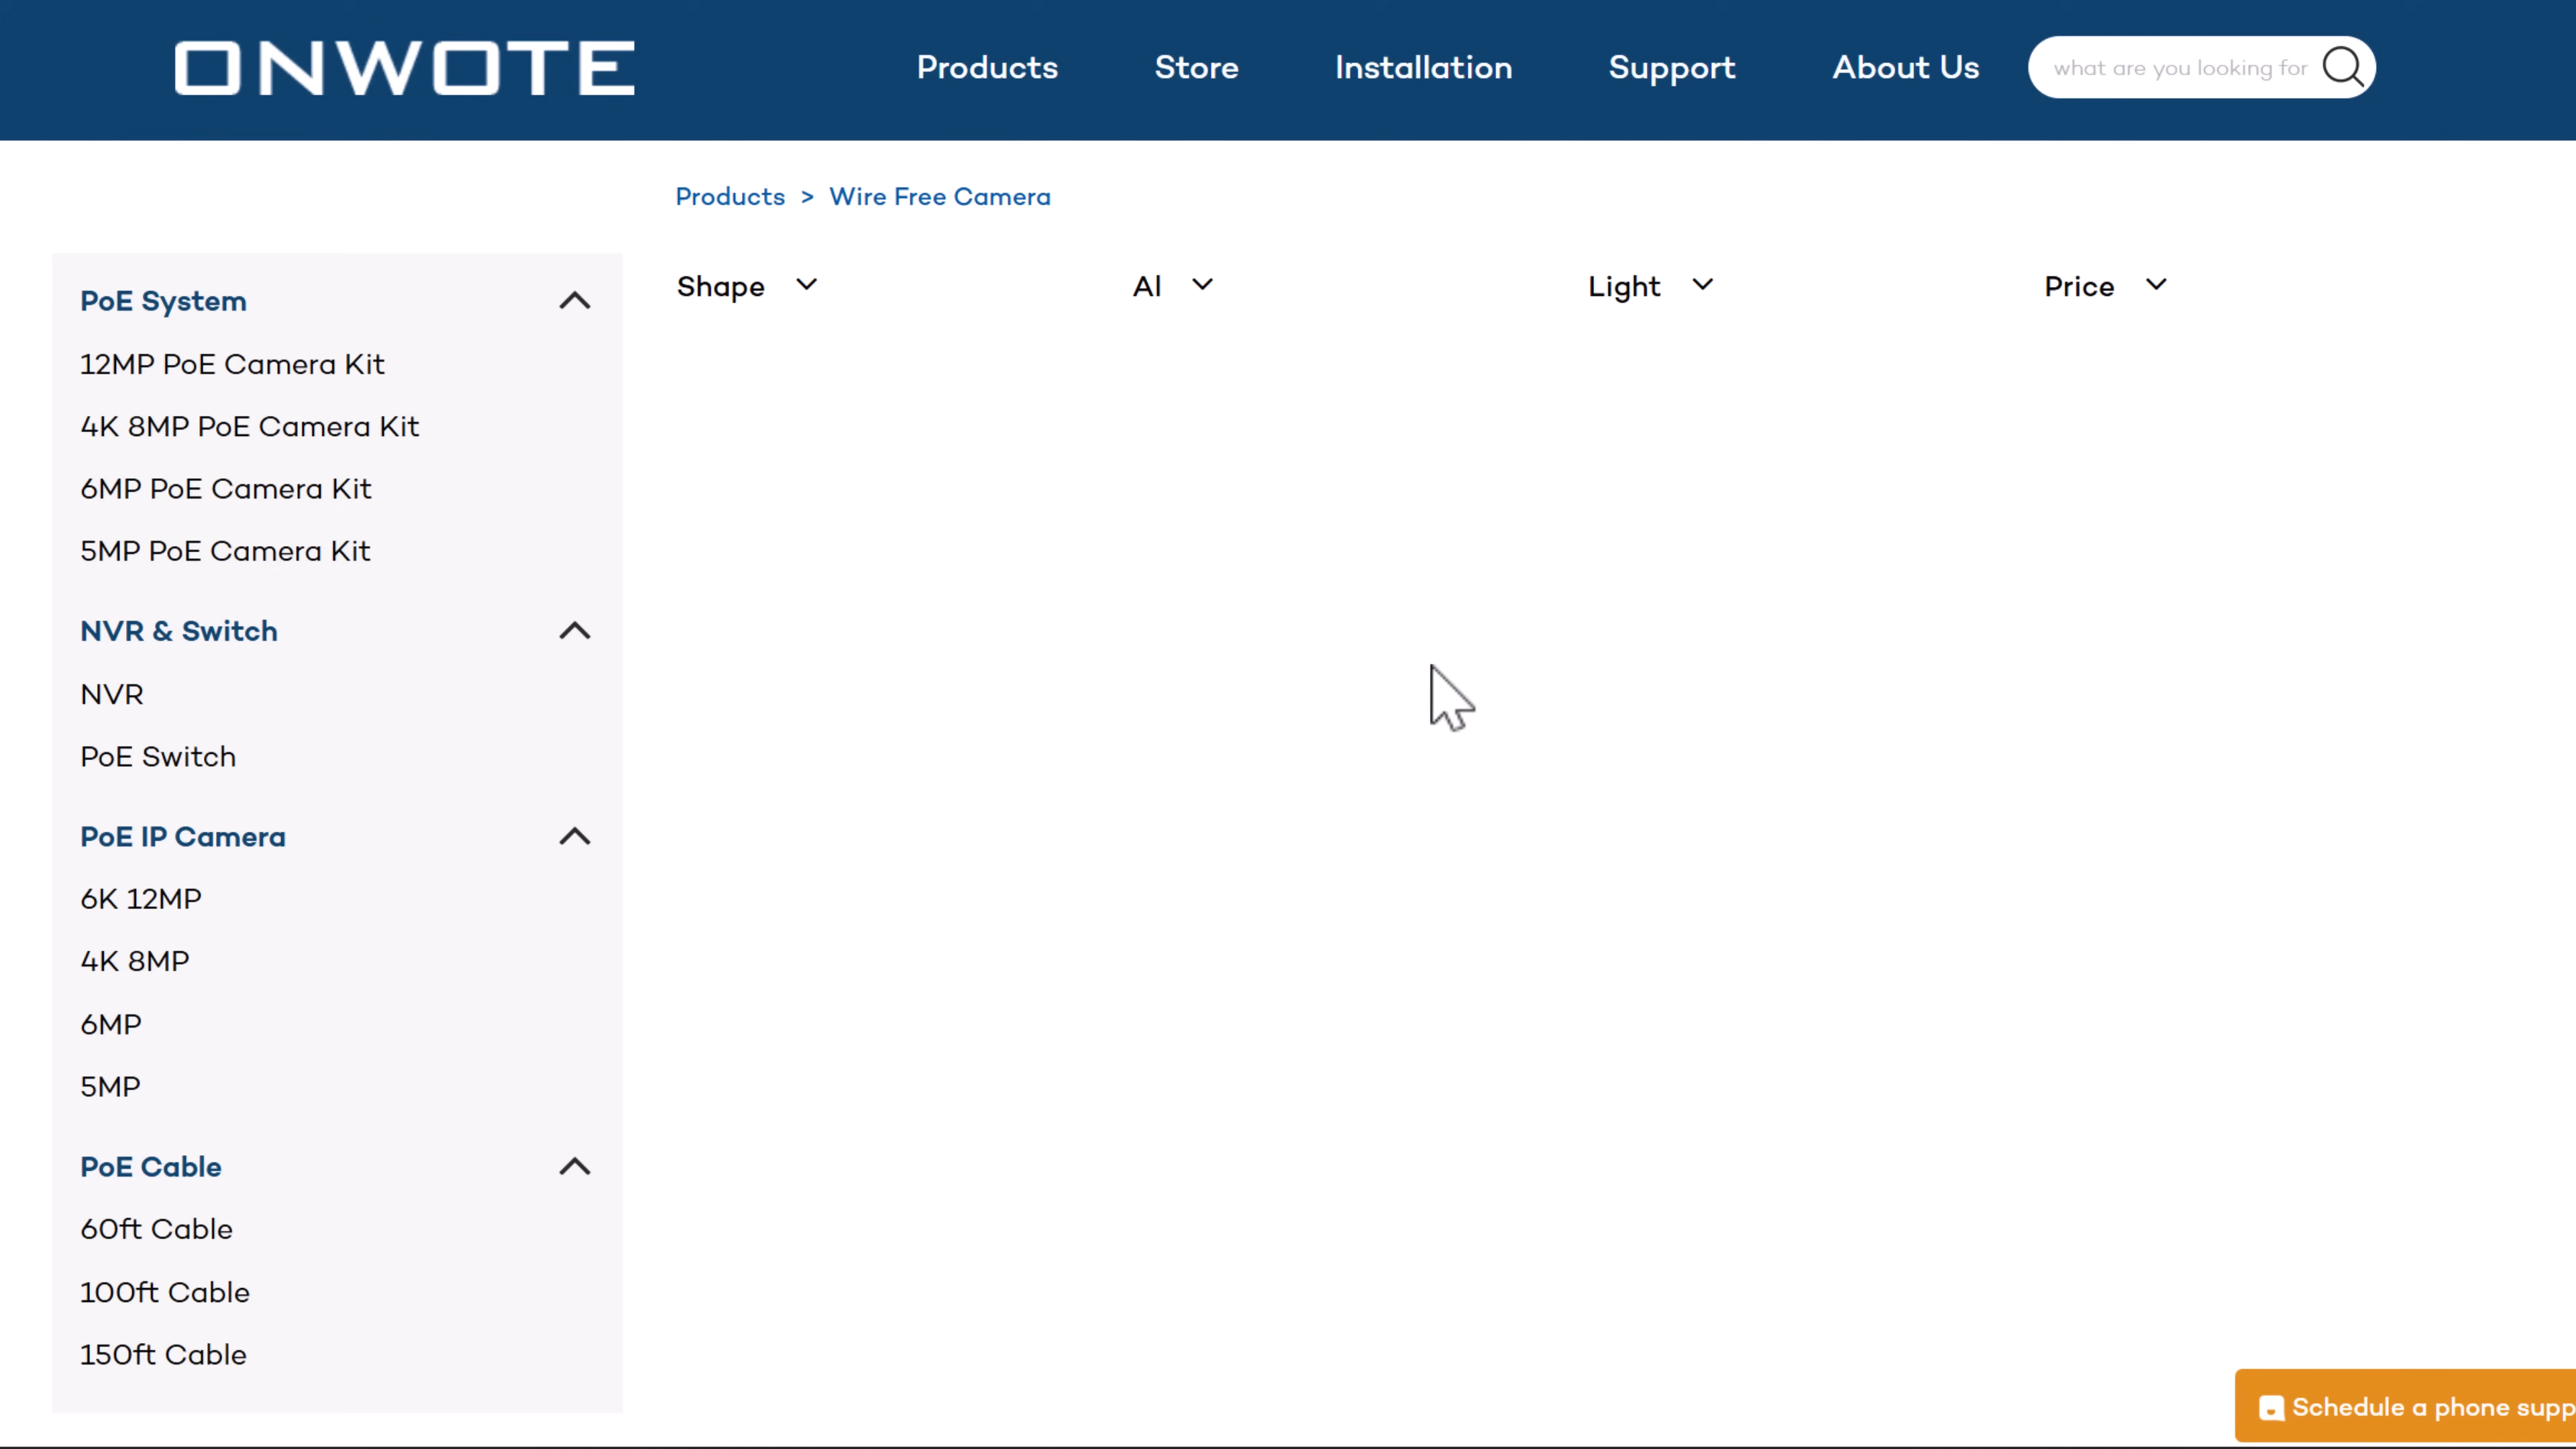 ONWOTE
Products
Store
Installation
Support
About Us
what are you looking for
Products > Wire Free Camera
Shape
AI
Light
Price
PoE System
12MP PoE Camera Kit
4K 8MP PoE Camera Kit
6MP PoE Camera Kit
5MP PoE Camera Kit
NVR & Switch
NVR
PoE Switch
PoE IP Camera
6K 12MP
4K 8MP
6MP
5MP
PoE Cable
60ft Cable
100ft Cable
150ft Cable
Schedule a phone supp